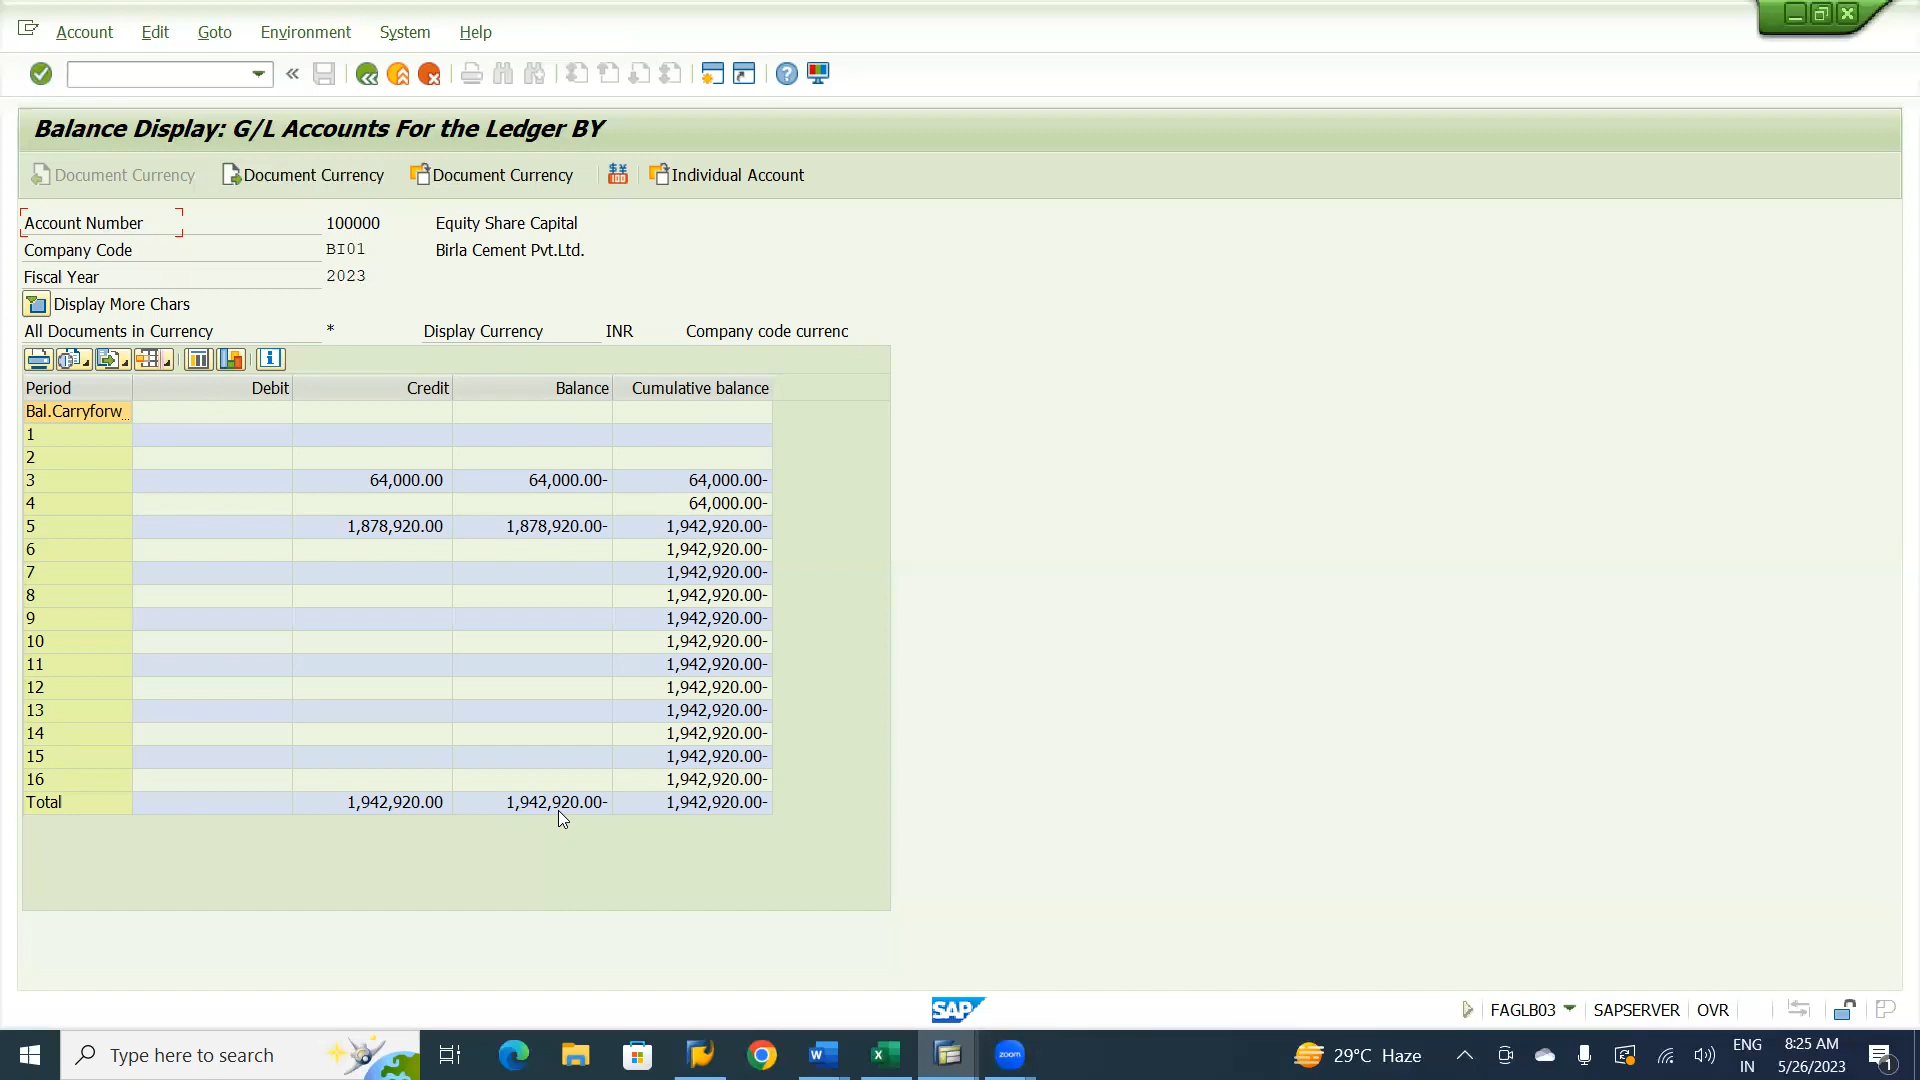 Account Edit Goto Environment System Help
Balance Display: G/L Accounts For the Ledger BY
Document Currency Document Currency Document Currency Individual Account
Account Number 100000 Equity Share Capital
Company Code BI01 Birla Cement Pvt.Ltd.
Fiscal Year 2023
Display More Chars
All Documents in Currency * Display Currency INR Company code currenc
Period Debit Credit Balance Cumulative balance
Bal.Carryforw...
1
2
3 64,000.00 64,000.00- 64,000.00-
4 64,000.00-
5 1,878,920.00 1,878,920.00- 1,942,920.00-
6 1,942,920.00-
7 1,942,920.00-
8 1,942,920.00-
9 1,942,920.00-
10 1,942,920.00-
11 1,942,920.00-
12 1,942,920.00-
13 1,942,920.00-
14 1,942,920.00-
15 1,942,920.00-
16 1,942,920.00-
Total 1,942,920.00 1,942,920.00- 1,942,920.00-
SAP FAGLB03 SAPSERVER OVR
Type here to search zoom 29°C Haze ENG IN 8:25 AM 5/26/2023 1